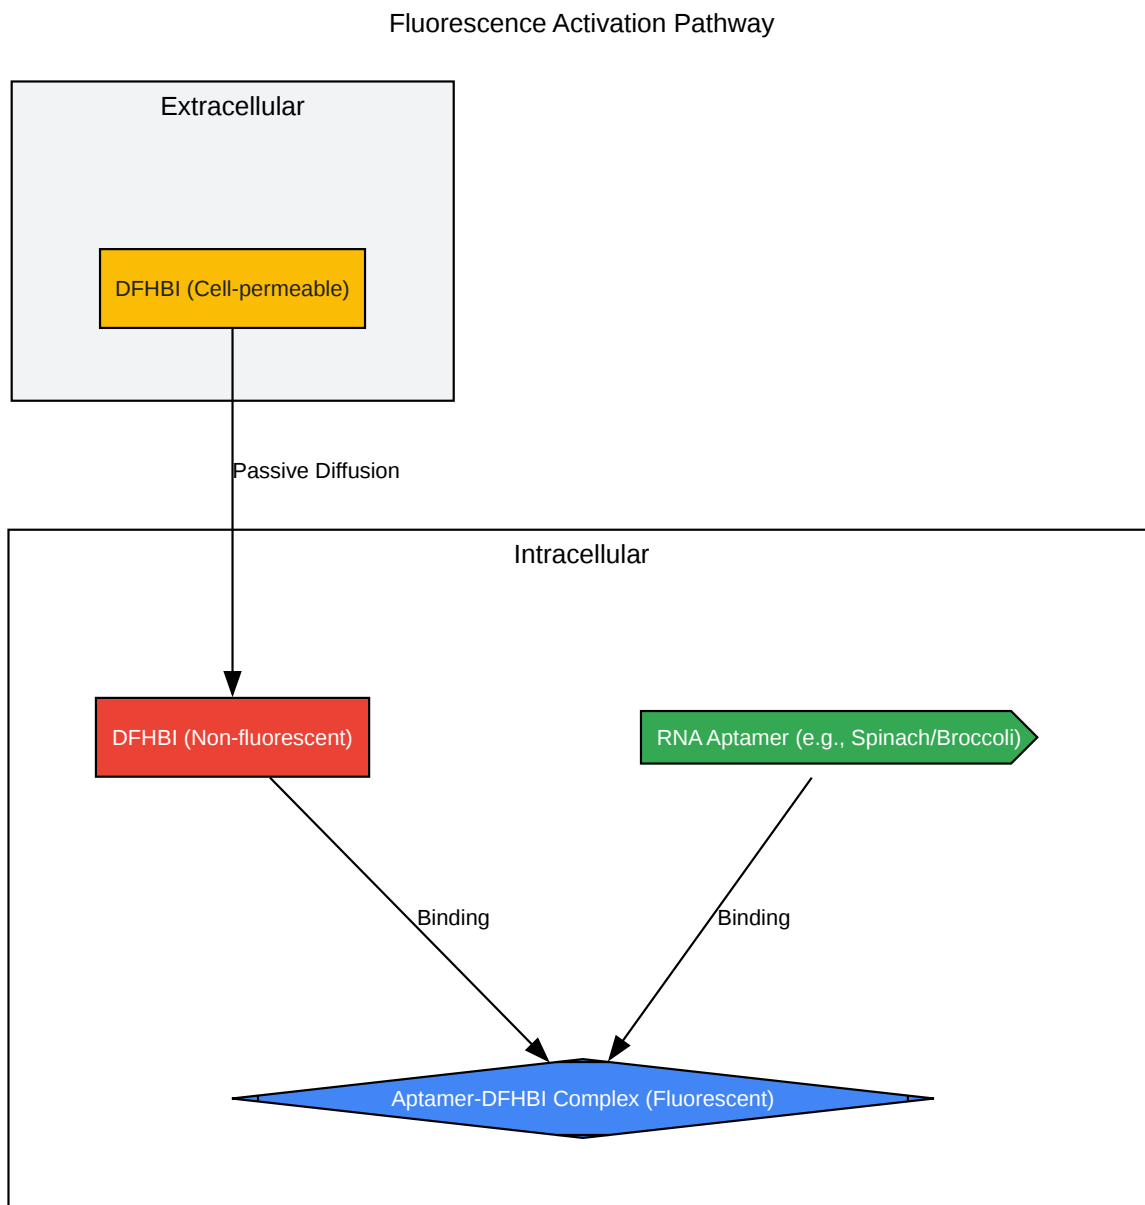 Fluorescence Activation Pathway
Extracellular
DFHBI (Cell-permeable)
Passive Diffusion
Intracellular
DFHBI (Non-fluorescent)
RNA Aptamer (e.g., Spinach/Broccoli)
Binding
Binding
Aptamer-DFHBI Complex (Fluorescent)